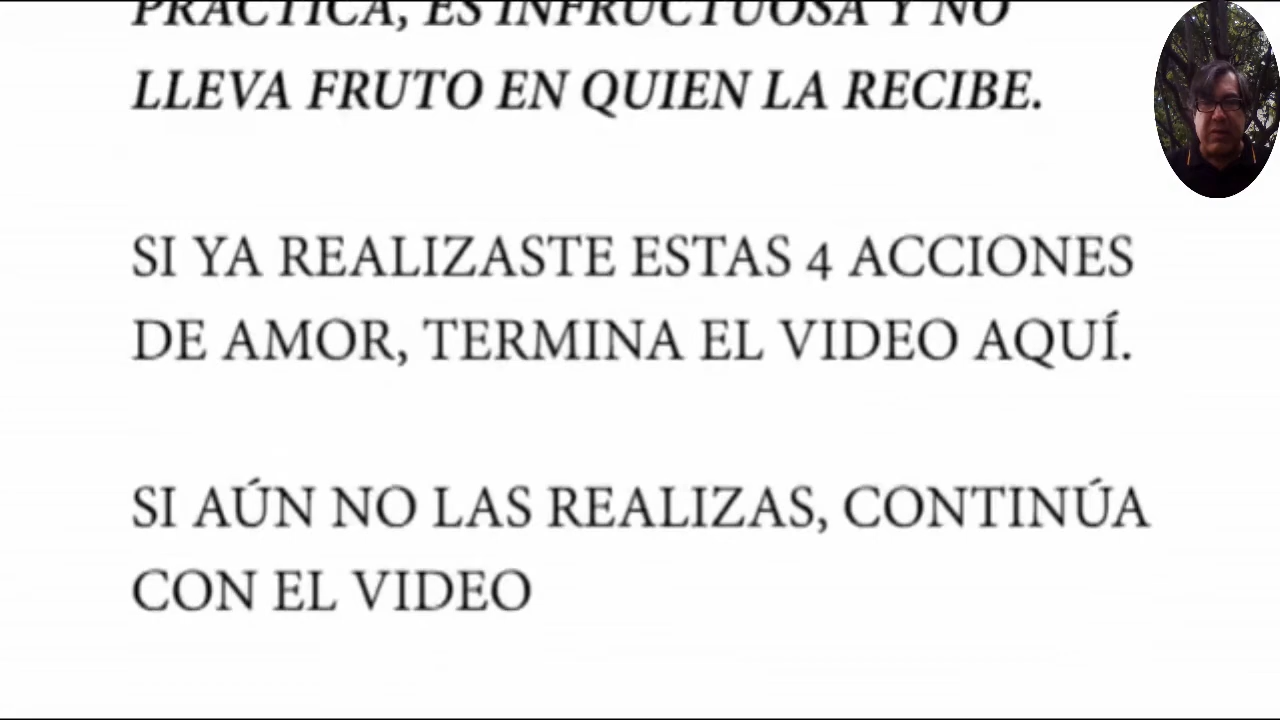 PRÁCTICA, ES INFRUCTUOSA Y NO
LLEVA FRUTO EN QUIEN LA RECIBE.
SI YA REALIZASTE ESTAS 4 ACCIONES
DE AMOR, TERMINA EL VIDEO AQUÍ.
SI AÚN NO LAS REALIZAS, CONTINÚA
CON EL VIDEO